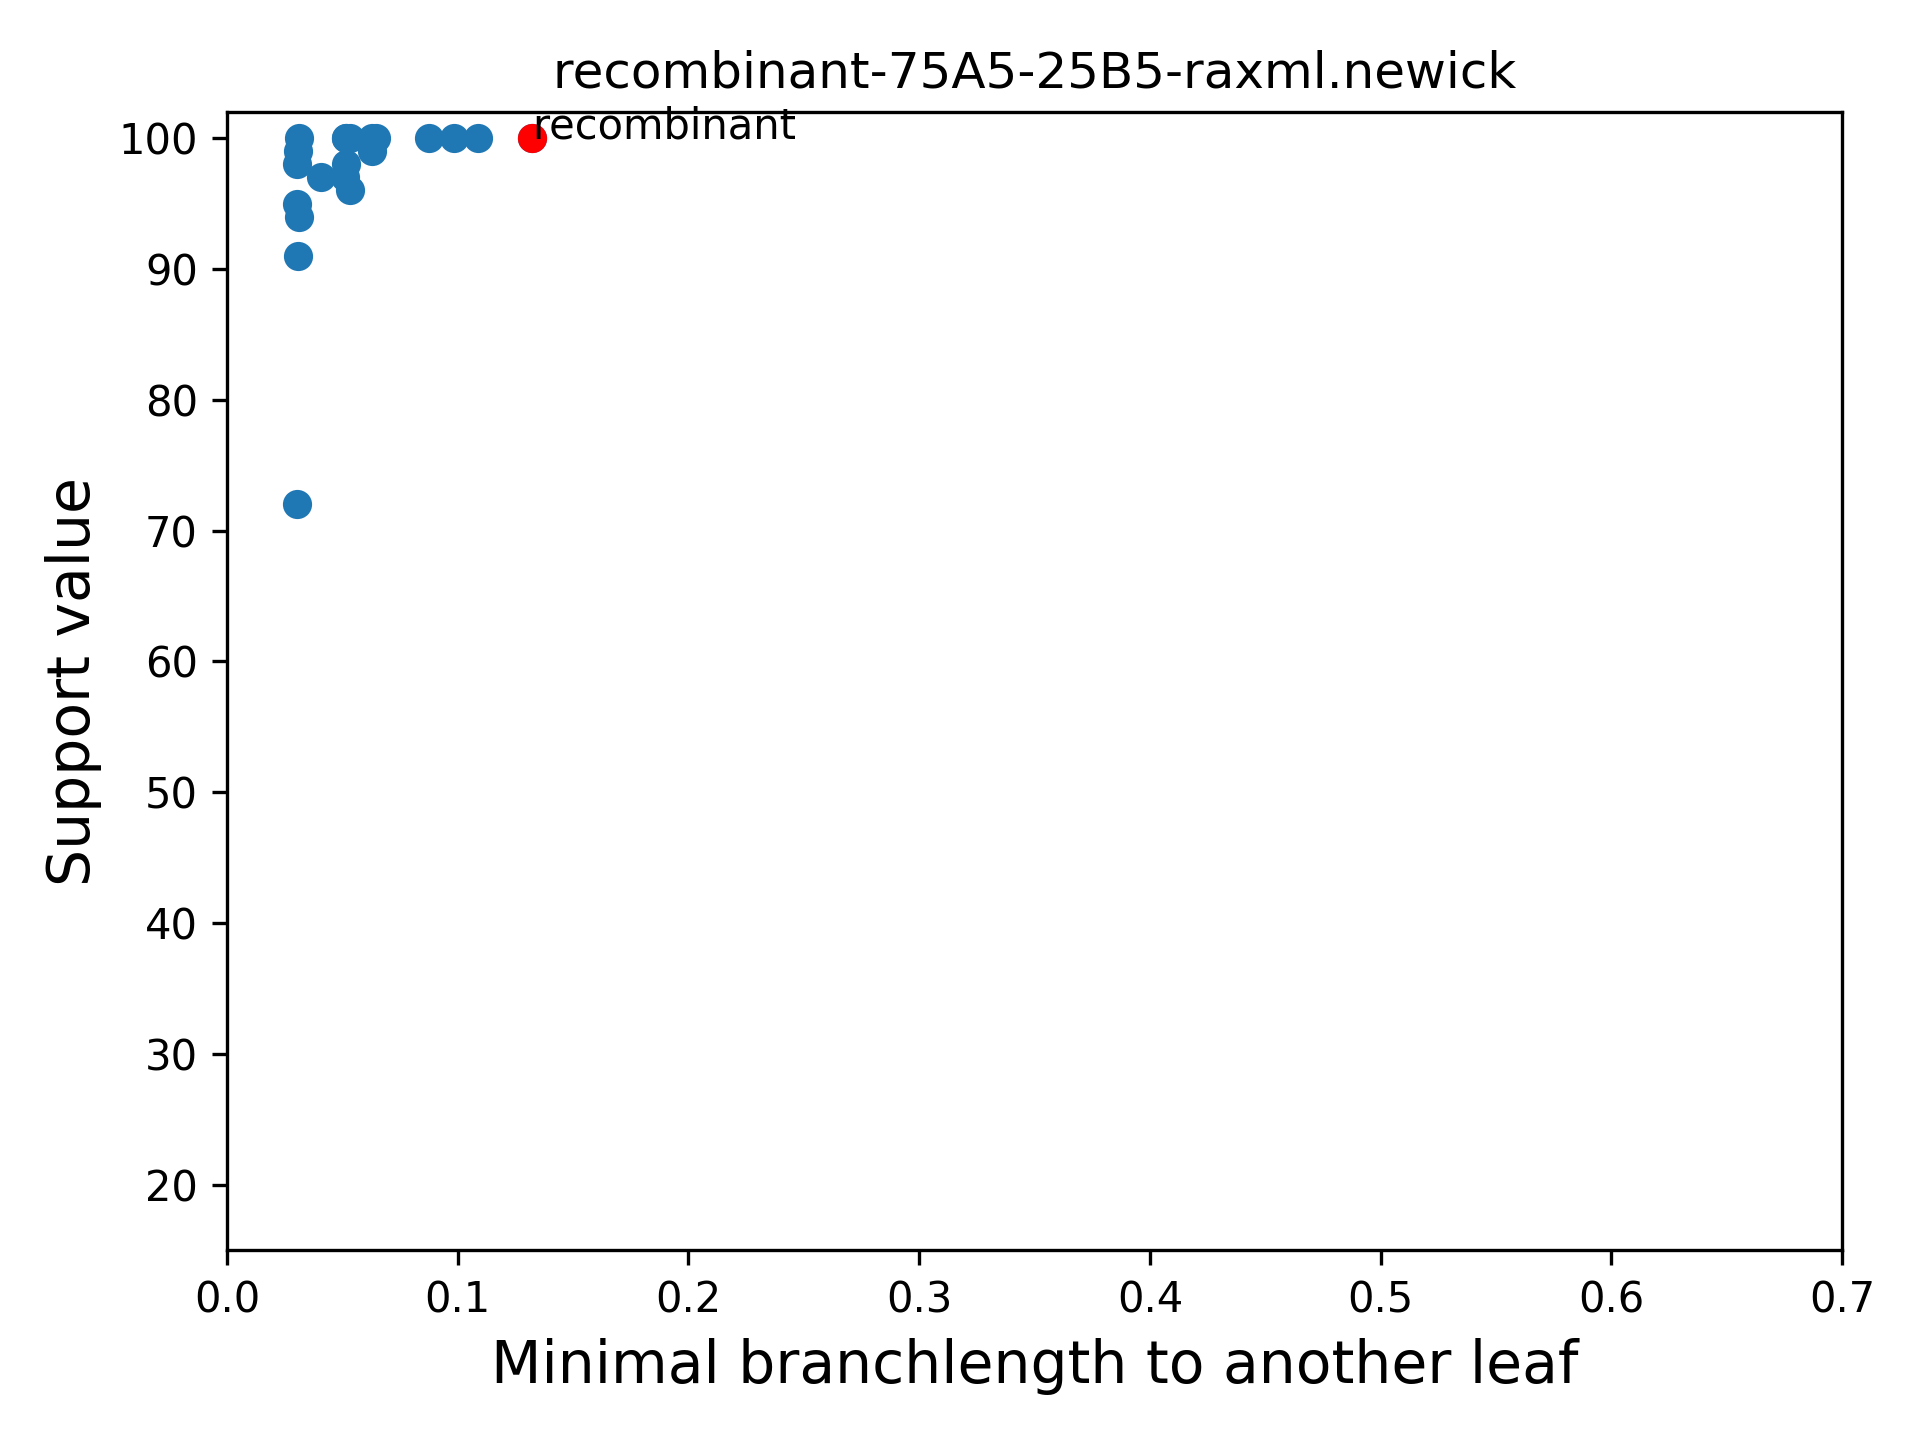 recombinant-75A5-25B5-raxml.newick
recombinant
100
90
80
70
60
50
40
30
20
Support value
0.0 0.1 0.2 0.3 0.4 0.5 0.6 0.7
Minimal branchlength to another leaf